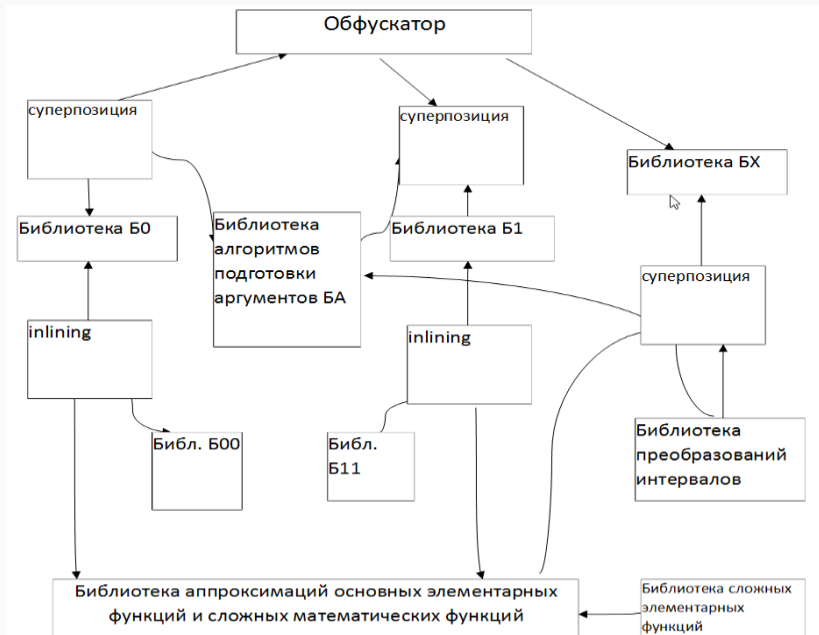 Обфускатор
суперпозиция
суперпозиция
Библиотека БХ
Библиотека Б0
Библиотека
алгоритмов
подготовки
аргументов БА
Библиотека Б1
суперпозиция
inlining
inlining
Библ. Б00
Библ.
Б11
Библиотека
преобразований
интервалов
Библиотека аппроксимаций основных элементарных
функций и сложных математических функций
Библиотека сложных
элементарных
функций